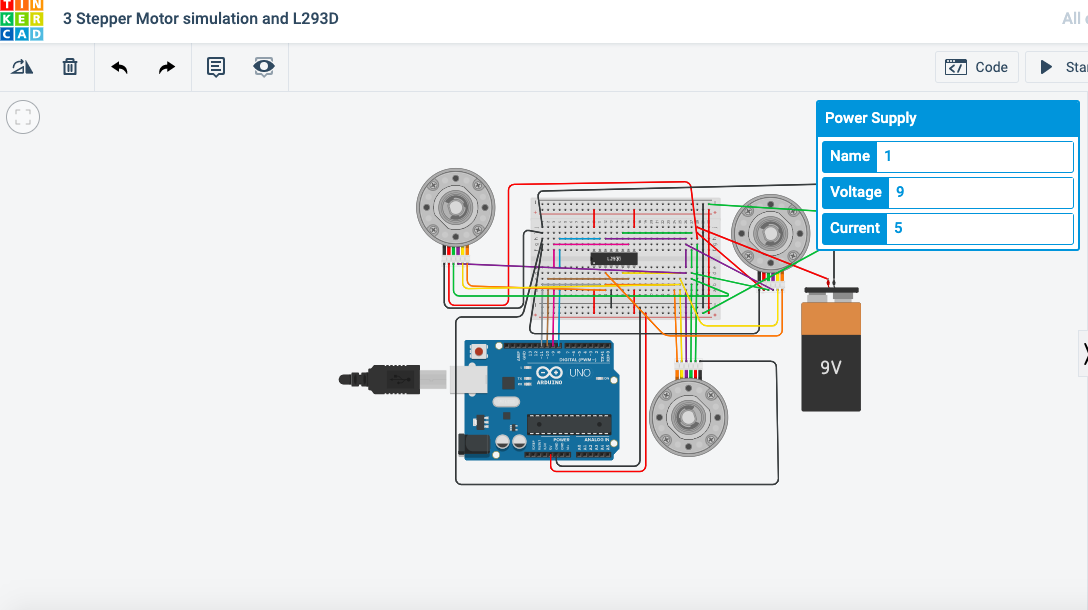 TIN
KER
CAD
3 Stepper Motor simulation and L293D
All
Code
Sta
Power Supply
Name 1
Voltage 9
Current 5
L293D
DIGITAL (PWM~)
UNO
ARDUINO
POWER
ANALOG IN
9V